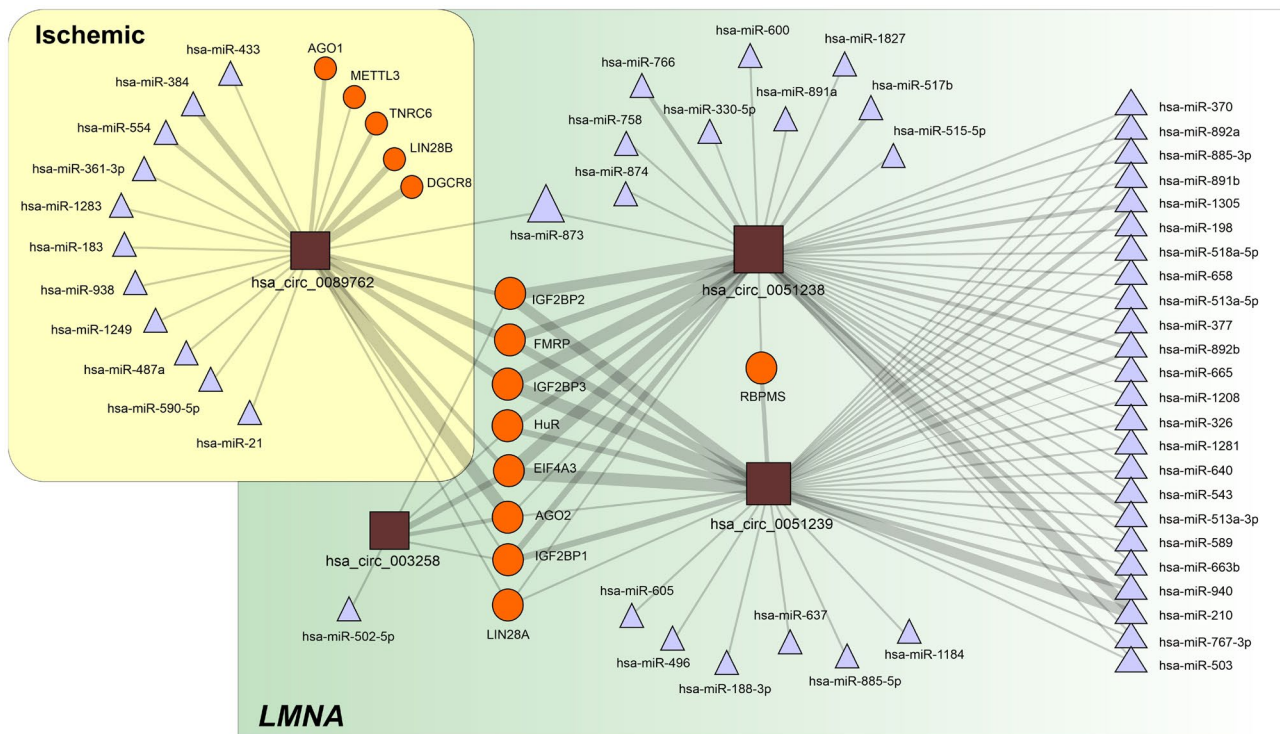 Ischemic
hsa-miR-433
hsa-miR-384
hsa-miR-554
hsa-miR-361-3p
hsa-miR-1283
hsa-miR-183
hsa-miR-938
hsa-miR-1249
hsa-miR-487a
hsa-miR-590-5p
hsa-miR-21
AGO1
METTL3
TNRC6
LIN28B
DGCR8
hsa_circ_0089762
hsa-miR-873
hsa-miR-600
hsa-miR-1827
hsa-miR-766
hsa-miR-891a
hsa-miR-517b
hsa-miR-330-5p
hsa-miR-758
hsa-miR-515-5p
hsa-miR-874
hsa_circ_0051238
IGF2BP2
FMRP
IGF2BP3
HuR
EIF4A3
AGO2
IGF2BP1
LIN28A
RBPMS
hsa_circ_0051239
hsa_circ_003258
hsa-miR-502-5p
hsa-miR-605
hsa-miR-637
hsa-miR-496
hsa-miR-1184
hsa-miR-188-3p
hsa-miR-885-5p
hsa-miR-370
hsa-miR-892a
hsa-miR-885-3p
hsa-miR-891b
hsa-miR-1305
hsa-miR-198
hsa-miR-518a-5p
hsa-miR-658
hsa-miR-513a-5p
hsa-miR-377
hsa-miR-892b
hsa-miR-665
hsa-miR-1208
hsa-miR-326
hsa-miR-1281
hsa-miR-640
hsa-miR-543
hsa-miR-513a-3p
hsa-miR-589
hsa-miR-663b
hsa-miR-940
hsa-miR-210
hsa-miR-767-3p
hsa-miR-503
LMNA